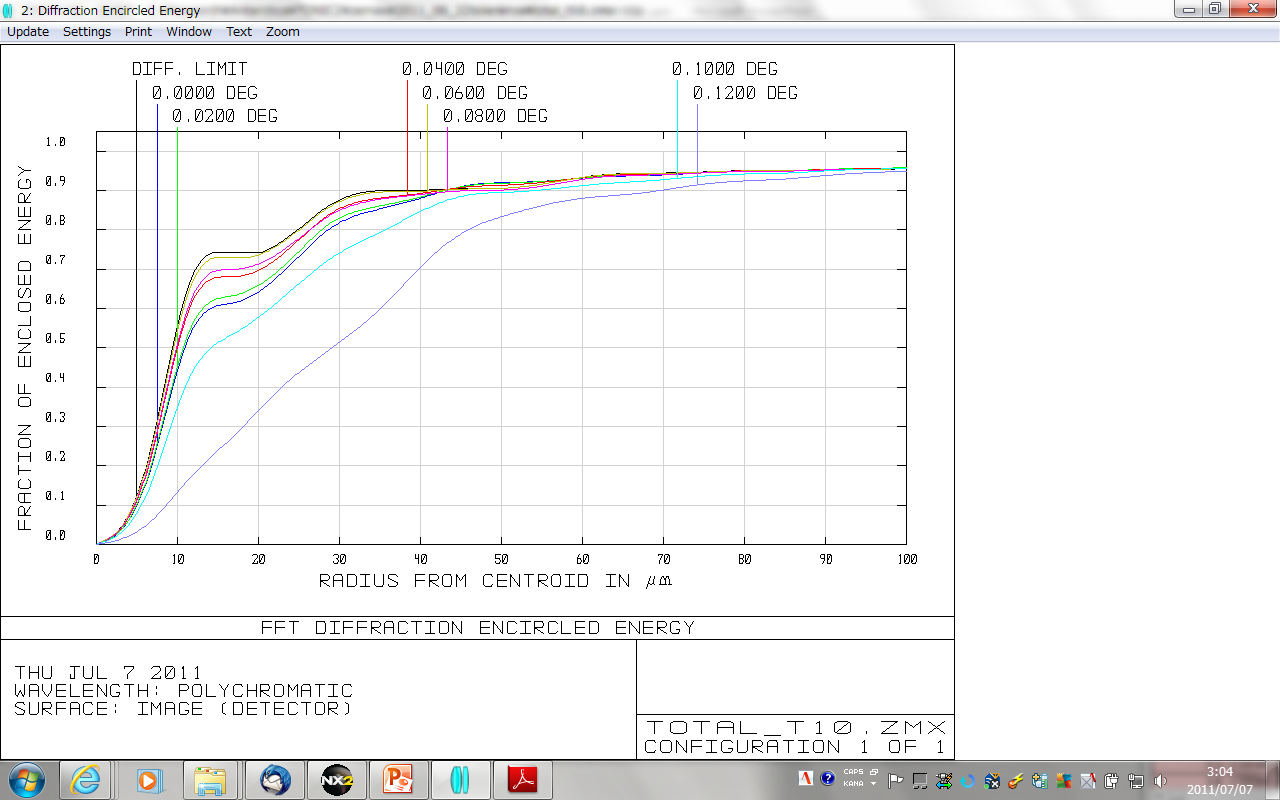 2: Diffraction Encircled Energy
Update Settings Print Window Text Zoom
DIFF. LIMIT
0.0000 DEG
0.0200 DEG
0.0400 DEG
0.0600 DEG
0.0800 DEG
0.1000 DEG
0.1200 DEG
FRACTION OF ENCLOSED ENERGY
1.0
0.9
0.8
0.7
0.6
0.5
0.4
0.3
0.2
0.1
0.0
0 10 20 30 40 50 60 70 80 90 100
RADIUS FROM CENTROID IN µm
FFT DIFFRACTION ENCIRCLED ENERGY
THU JUL 7 2011
WAVELENGTH: POLYCHROMATIC
SURFACE: IMAGE (DETECTOR)
TOTAL_T10.ZMX
CONFIGURATION 1 OF 1
NX2
A
CAPS
KANA
3:04
2011/07/07